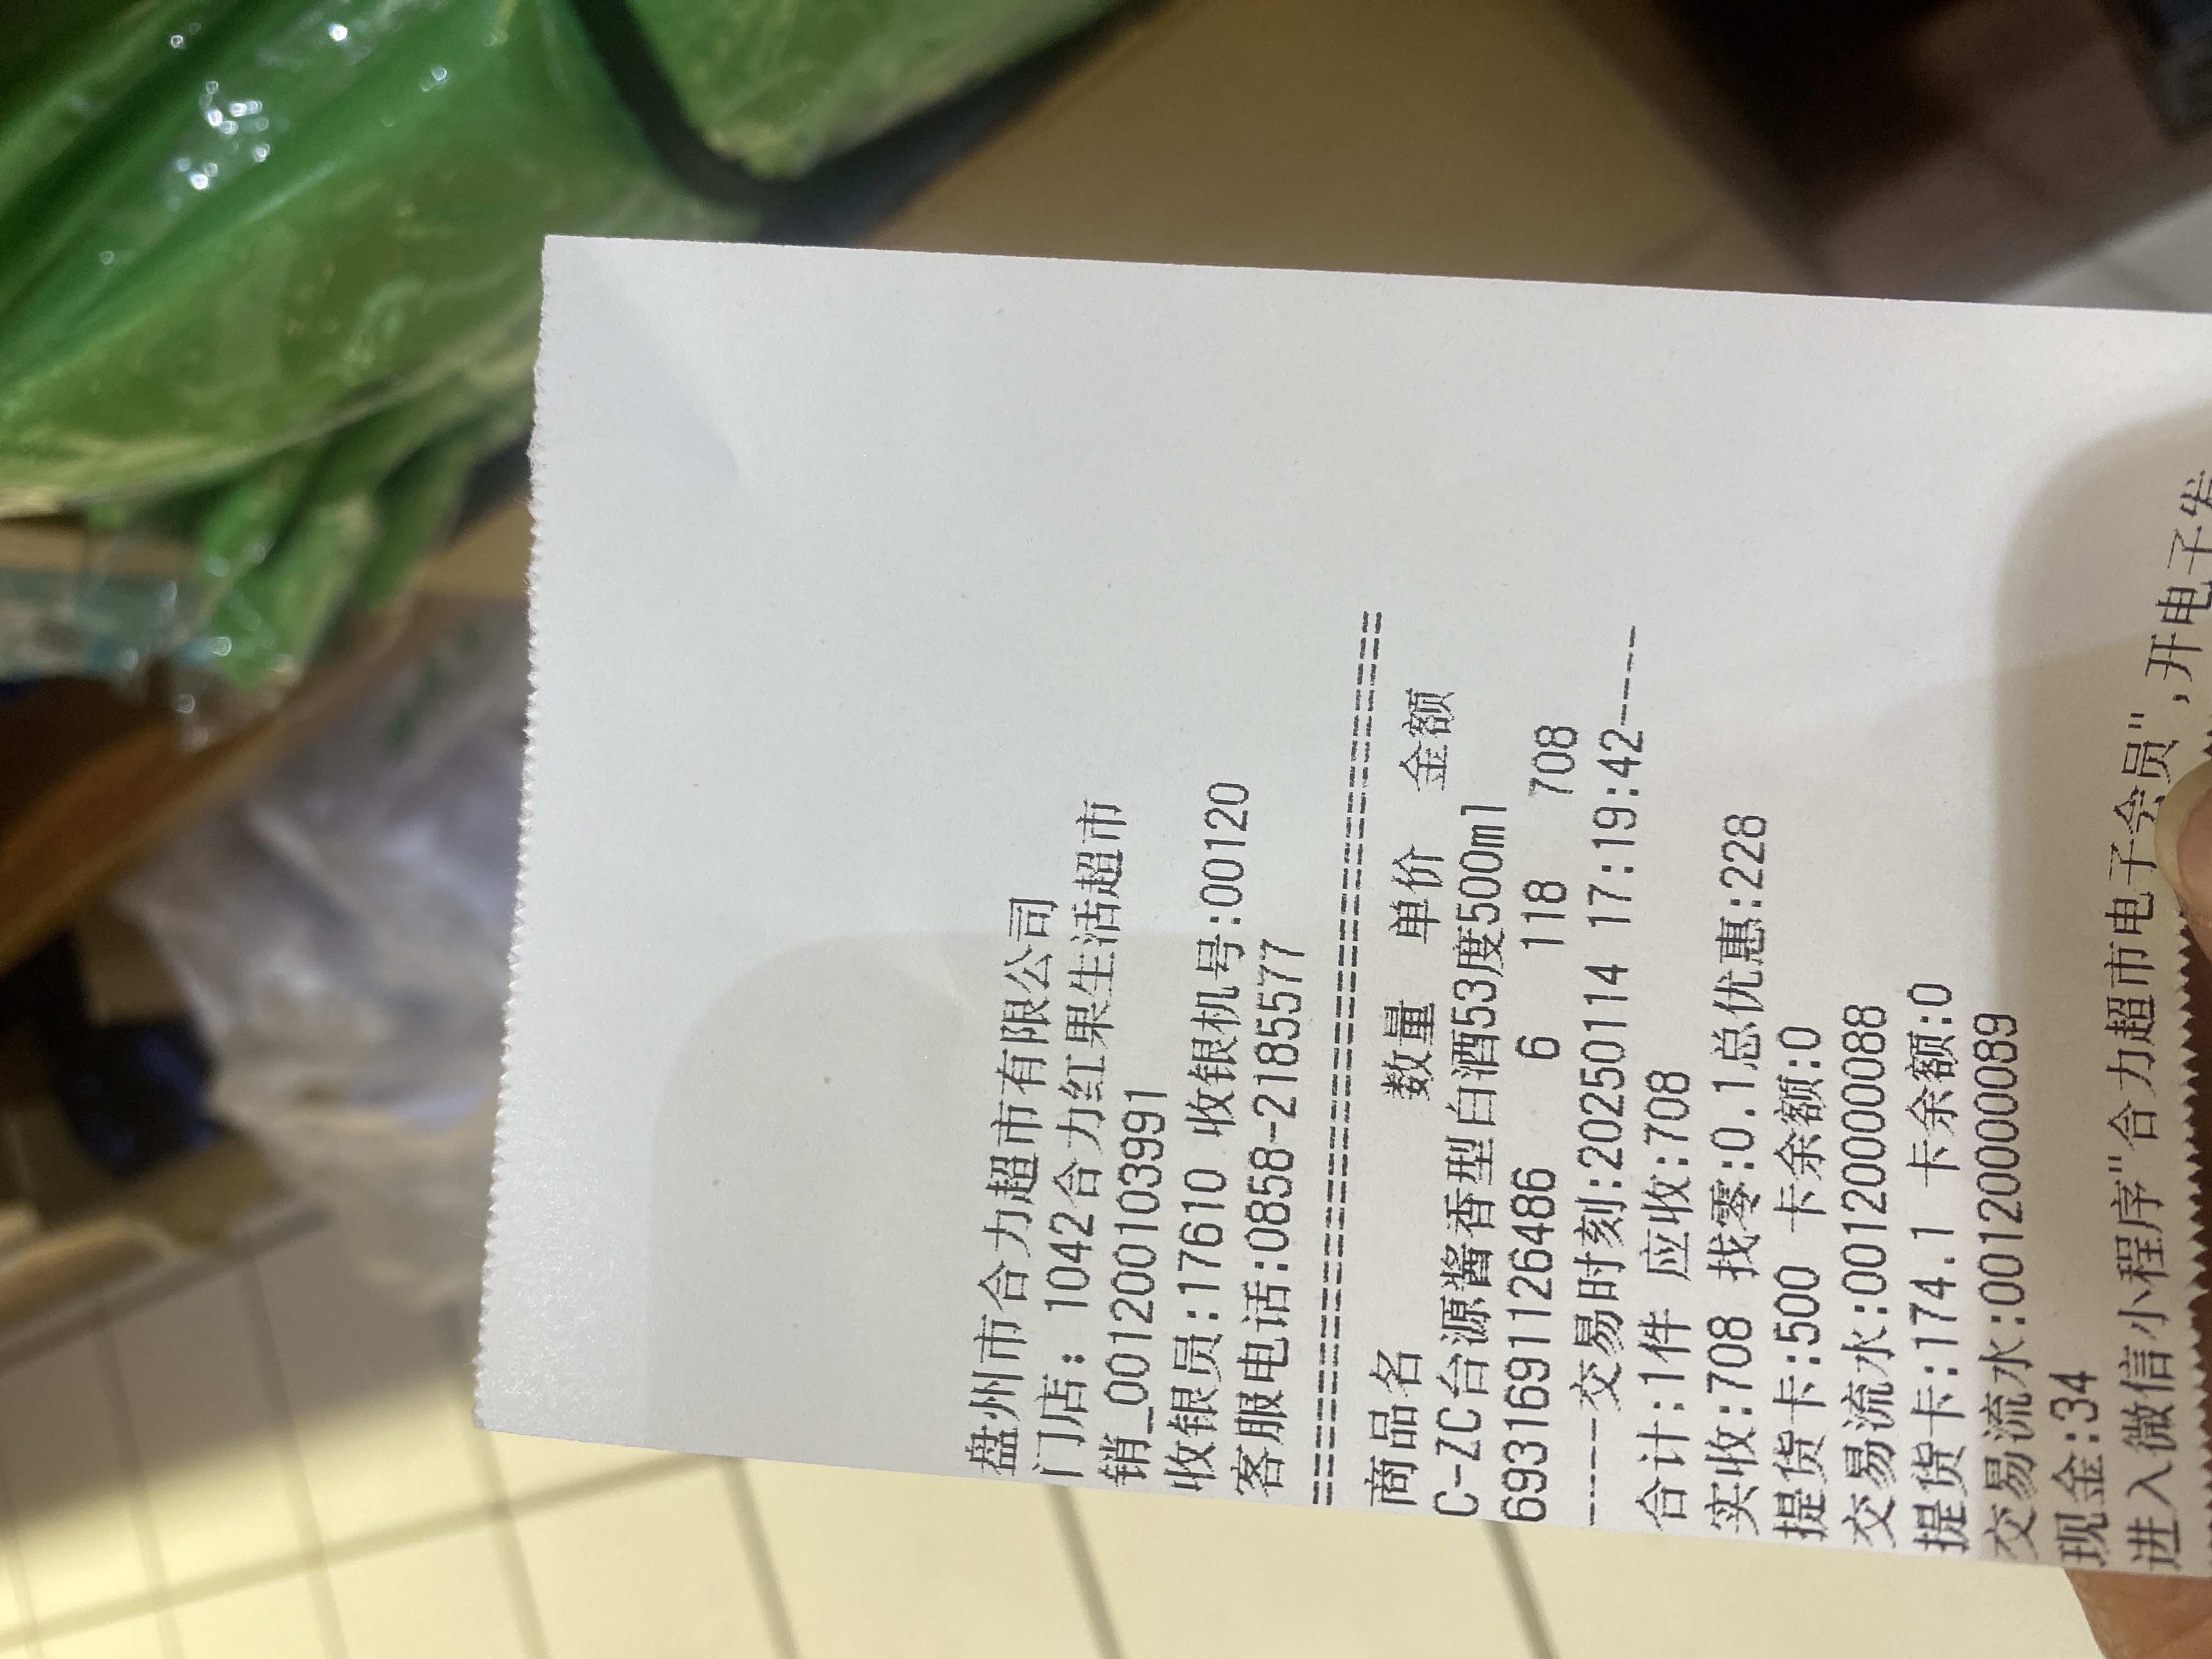 盘州市合力超市有限公司
门店: 1042合力红果生活超市
销_00120010103991
收银员:17610 收银机号:00120
客服电话:0858-2185577
==================================
商品名 数量 单价 金额
C-ZC台源酱香型白酒53度500ml
6931691126486 6 118 708
-----交易时刻:20250114 17:19:42-----
合计:1件 应收:708
实收:708 找零:0.1总优惠:228
提货卡:500 卡余额:0
交易流水:0012000000088
提货卡:174.1 卡余额:0
交易流水:0012000000089
现金:34
进入微信小程序"合力超市电子会员",开电子发